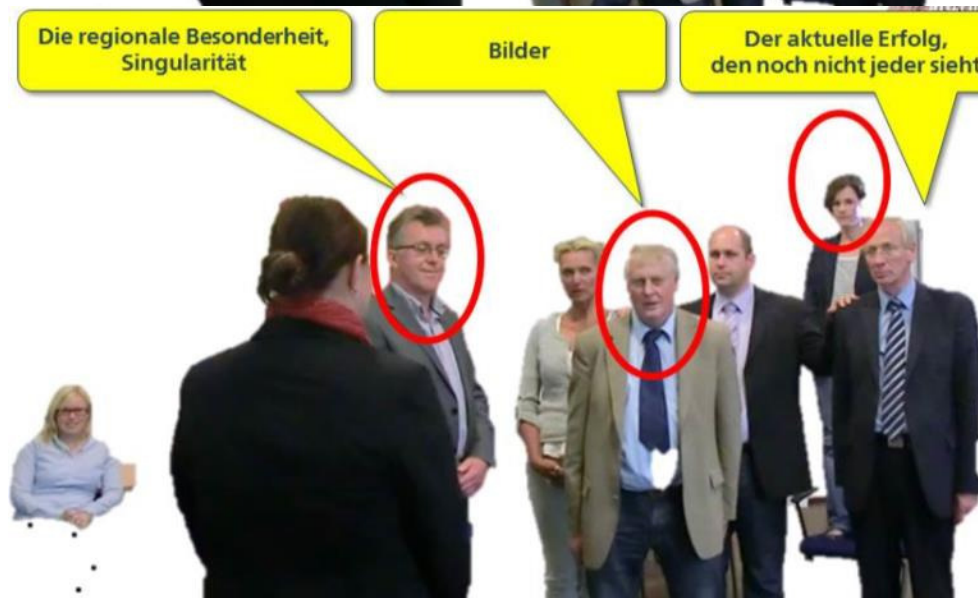 Die regionale Besonderheit,
Singularität
Bilder
Der aktuelle Erfolg,
den noch nicht jeder sieht